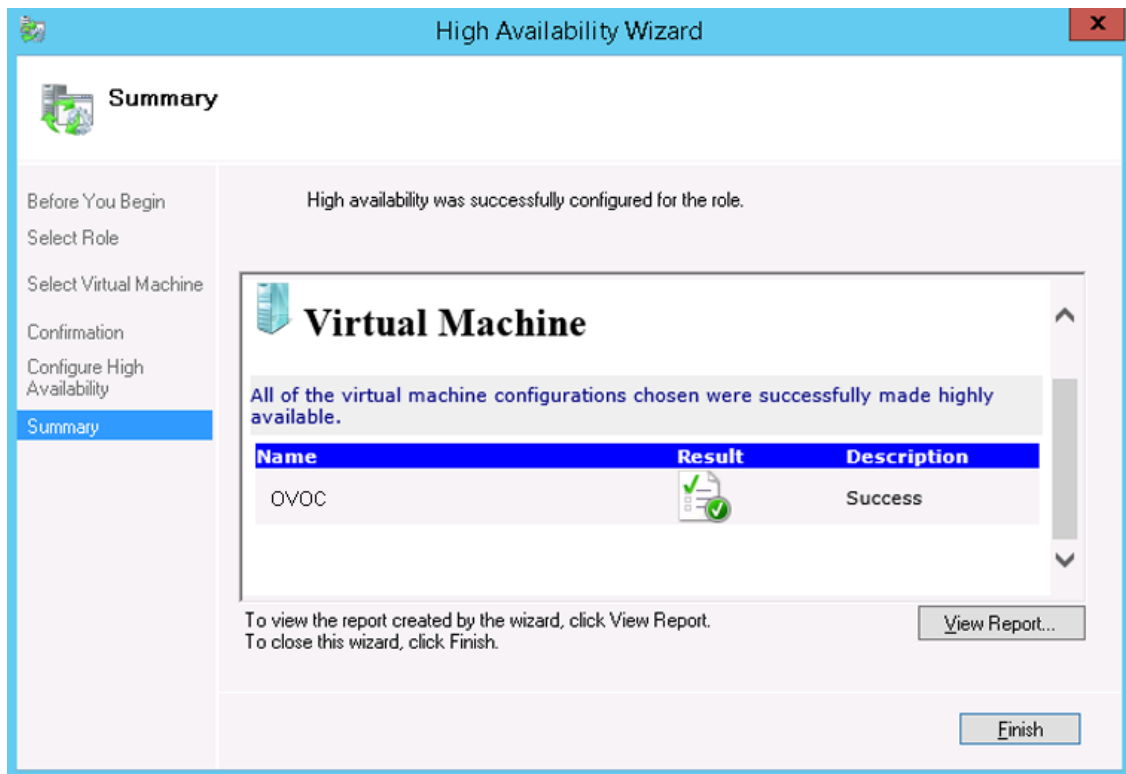 High Availability Wizard
x
Summary
Before You Begin
Select Role
Select Virtual Machine
Confirmation
Configure High
Availability
Summary
High availability was successfully configured for the role.
Virtual Machine
All of the virtual machine configurations chosen were successfully made highly
available.
Name Result Description
OVOC Success
To view the report created by the wizard, click View Report.
To close this wizard, click Finish.
View Report...
Finish